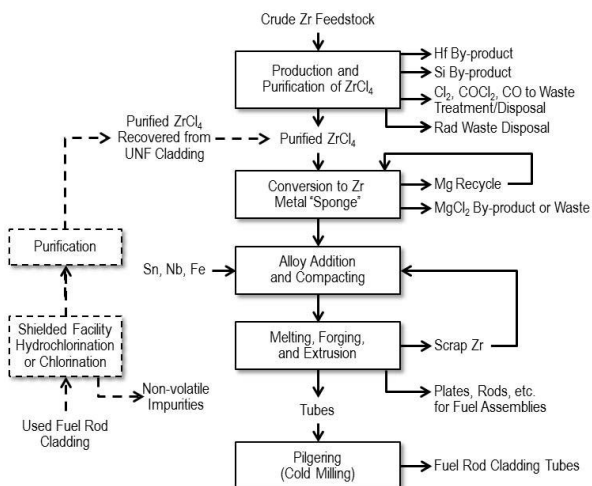 Crude Zr Feedstock
Production and
Purification of ZrCl4
Hf By-product
Si By-product
Cl2, COCl2, CO to Waste
Treatment/Disposal
Rad Waste Disposal
Purified ZrCl4
Recovered from
UNF Cladding
Purified ZrCl4
Conversion to Zr
Metal "Sponge"
Mg Recycle
MgCl2 By-product or Waste
Purification
Sn, Nb, Fe
Alloy Addition
and Compacting
Shielded Facility
Hydrochlorination
or Chlorination
Melting, Forging,
and Extrusion
Scrap Zr
Non-volatile
Impurities
Plates, Rods, etc.
for Fuel Assemblies
Used Fuel Rod
Cladding
Tubes
Pilgering
(Cold Milling)
Fuel Rod Cladding Tubes